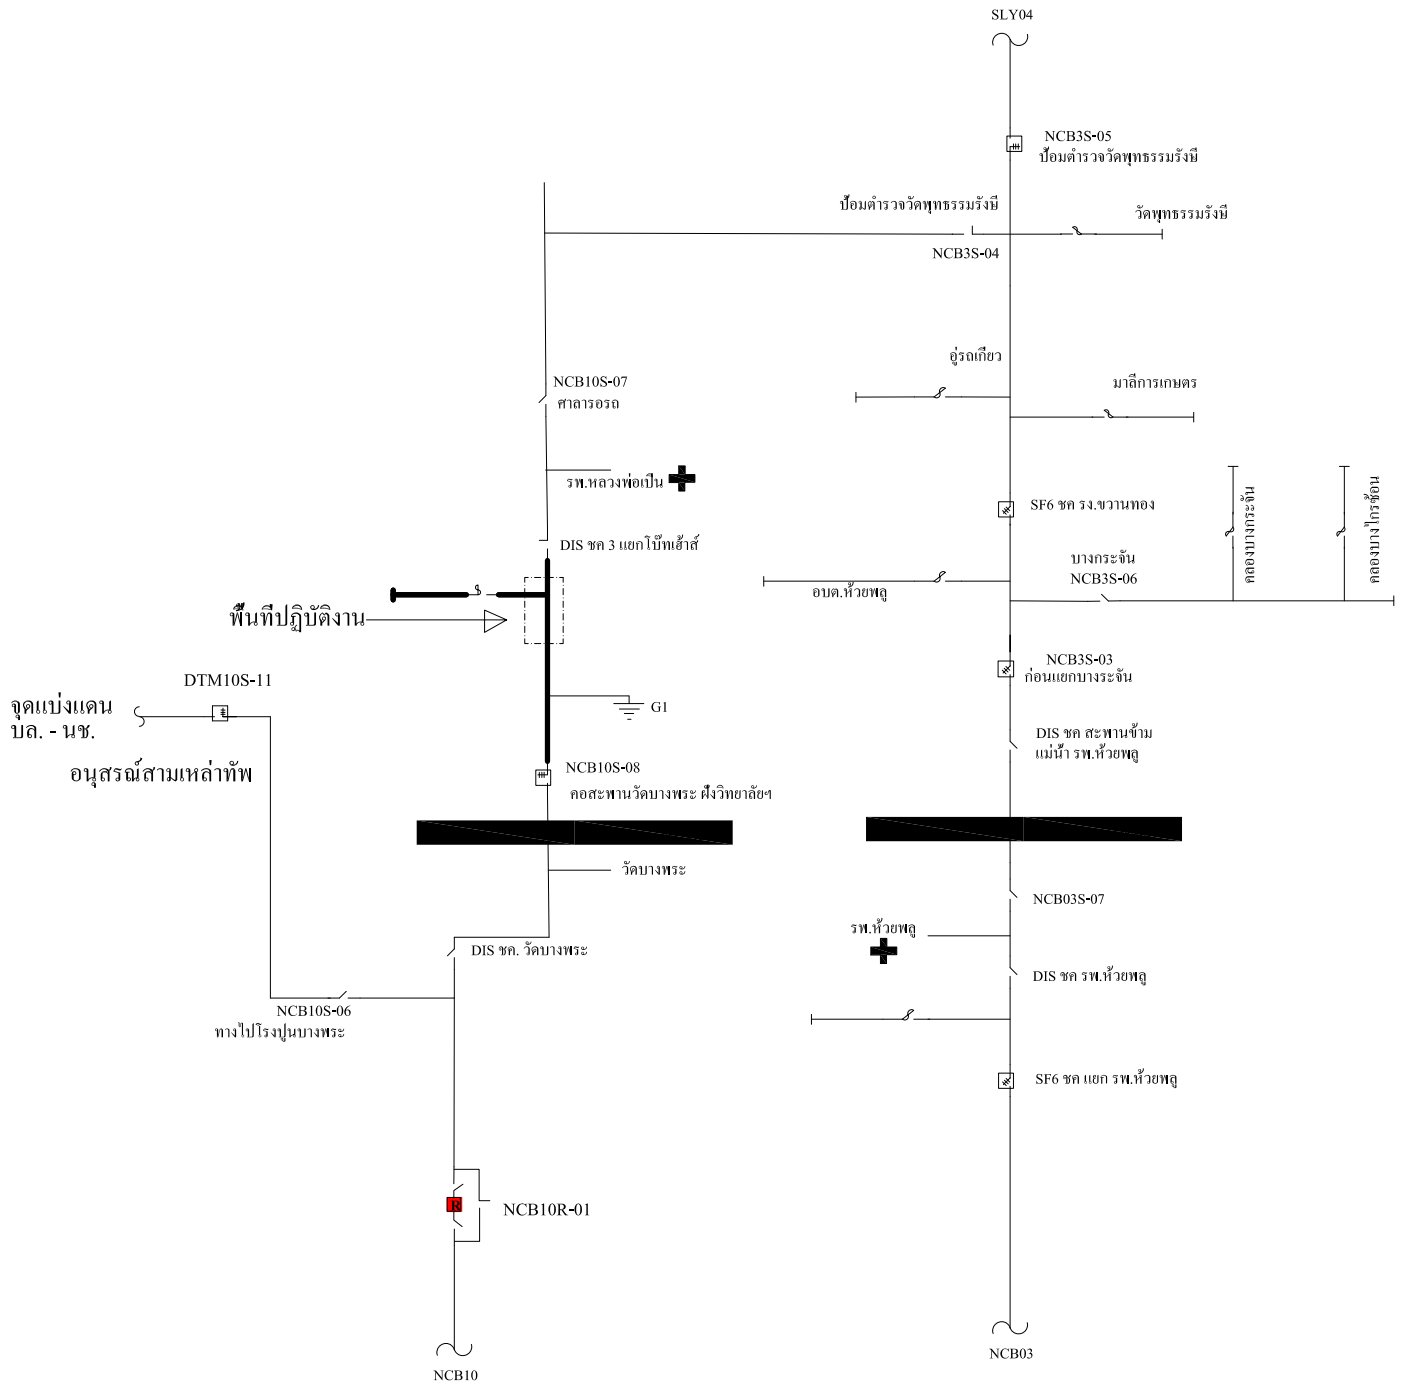 SLY04
NCB3S-05
ป้อมตำรวจวัดพุทธธรรมรังษี
ป้อมตำรวจวัดพุทธธรรมรังษี
วัดพุทธธรรมรังษี
NCB3S-04
อู่รถเกียว
มาลีการเกษตร
NCB10S-07
ศาลารอรถ
รพ.หลวงพ่อเปิ่น
SF6 ชค รง.ขวานทอง
คลองบางกระจัน
คลองบางไกรซ้อน
DIS ชค 3 แยกโบ๊ทเฮ้าส์
บางกระจัน
NCB3S-06
อบต.ห้วยพลู
พื้นที่ปฏิบัติงาน
NCB3S-03
ก่อนแยกบางระจัน
DTM10S-11
จุดแบ่งแดน
บล. - นช.
G1
DIS ชค สะพานข้าม
แม่น้ำ รพ.ห้วยพลู
อนุสรณ์สามเหล่าทัพ
NCB10S-08
คอสะพานวัดบางพระ ฝั่งวิทยาลัยฯ
วัดบางพระ
NCB03S-07
รพ.ห้วยพลู
DIS ชค. วัดบางพระ
DIS ชค รพ.ห้วยพลู
NCB10S-06
ทางไปโรงปูนบางพระ
SF6 ชค แยก รพ.ห้วยพลู
R
NCB10R-01
NCB03
NCB10